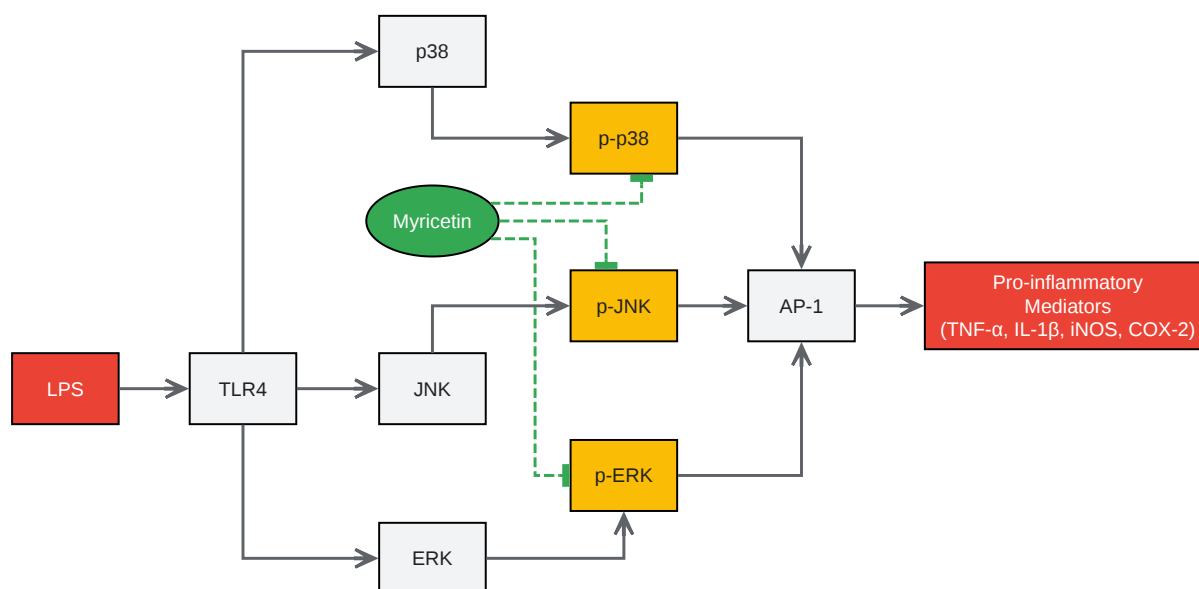 p38
p-p38
Myricetin
p-JNK
AP-1
Pro-inflammatory
Mediators
(TNF-α, IL-1β, iNOS, COX-2)
LPS
TLR4
JNK
p-ERK
ERK